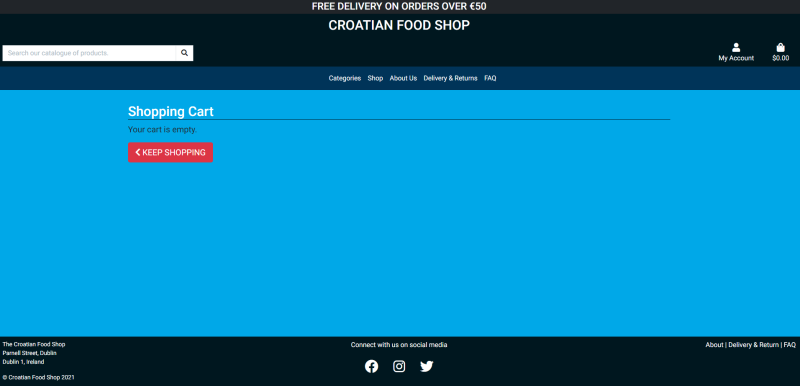 FREE DELIVERY ON ORDERS OVER €50
CROATIAN FOOD SHOP
Search our catalogue of products.
My Account
$0.00
Categories Shop About Us Delivery & Returns FAQ
Shopping Cart
Your cart is empty.
KEEP SHOPPING
The Croatian Food Shop
Parnell Street, Dublin
Dublin 1, Ireland
© Croatian Food Shop 2021
Connect with us on social media
About | Delivery & Return | FAQ